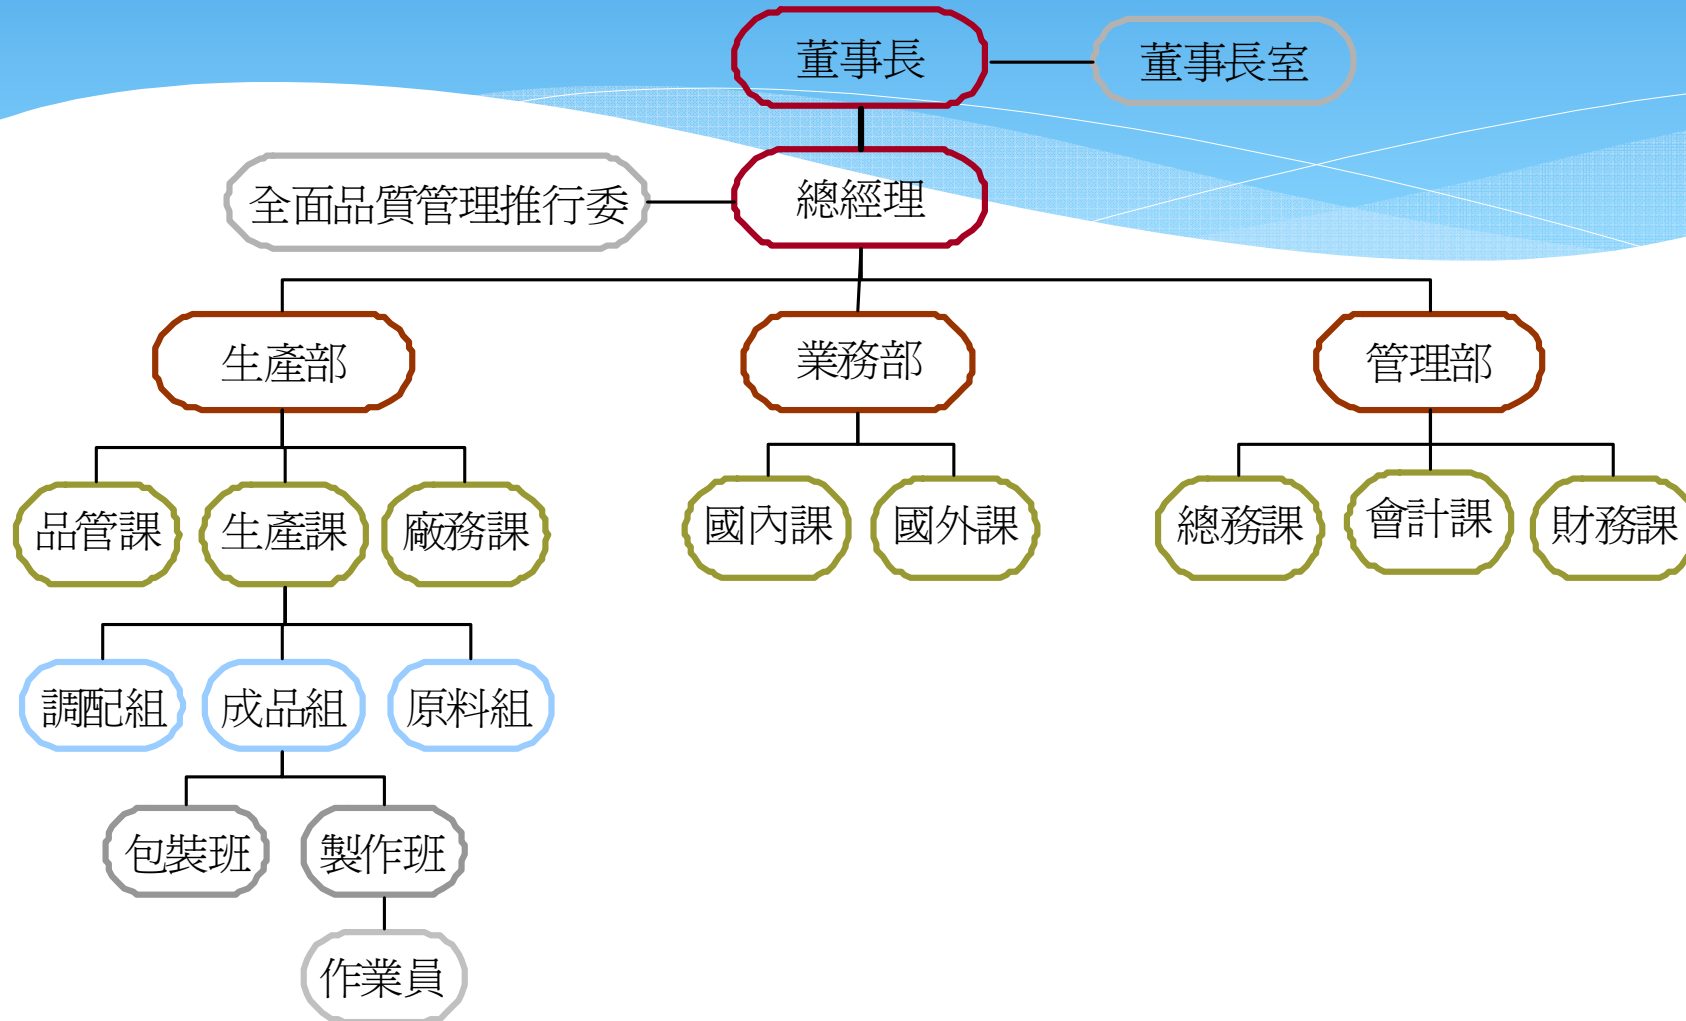 董事長
董事長室
全面品質管理推行委
總經理
生產部
業務部
管理部
品管課
生產課
廠務課
國內課
國外課
總務課
會計課
財務課
調配組
成品組
原料組
包裝班
製作班
作業員